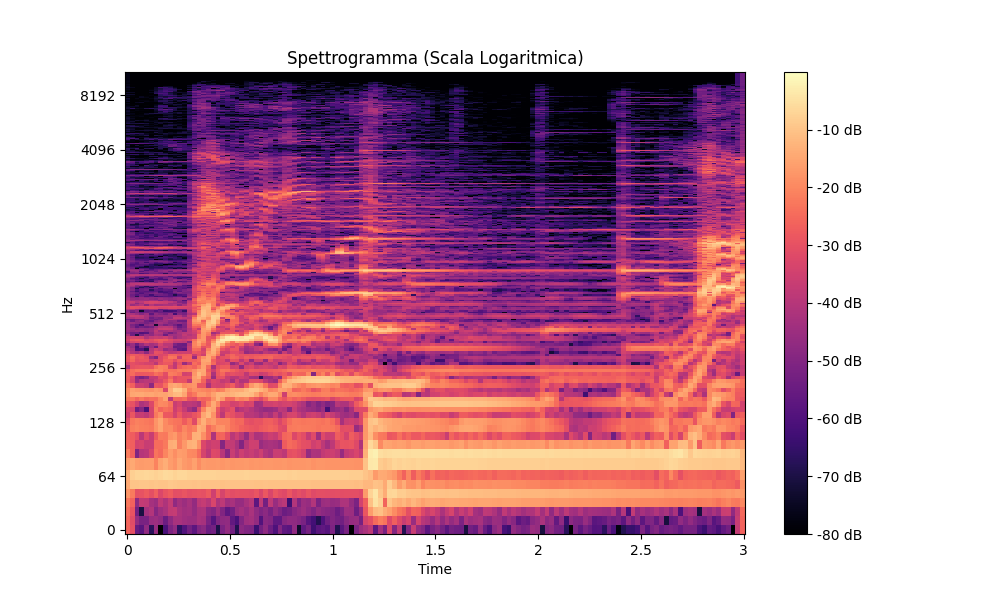 Spettrogramma (Scala Logaritmica)
8192
4096
2048
1024
512
256
128
64
0
Hz
0
0.5
1
1.5
2
2.5
3
Time
-10 dB
-20 dB
-30 dB
-40 dB
-50 dB
-60 dB
-70 dB
-80 dB